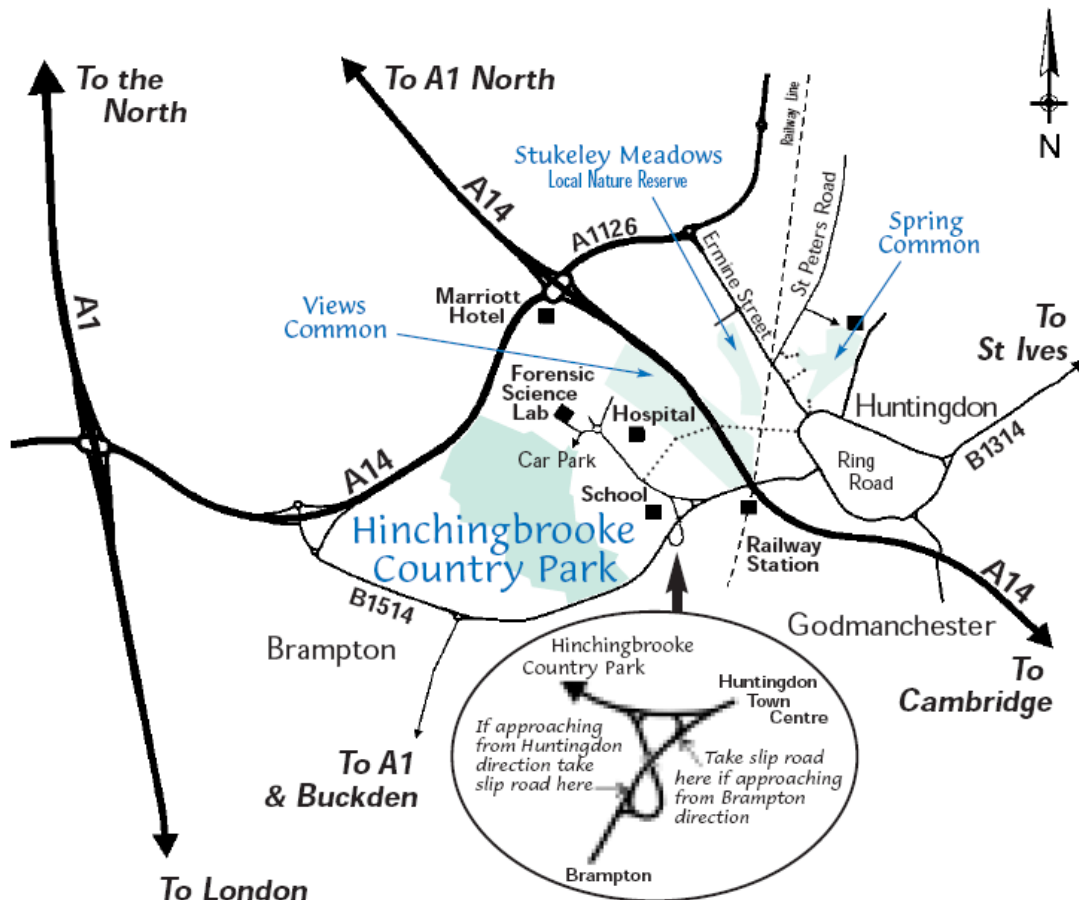 To the
North
To A1 North
Railway Line
N
Stukeley Meadows
Local Nature Reserve
A14
A1126
Ermine Street
St Peters Road
Spring
Common
A1
Marriott
Hotel
Views
Common
To
St Ives
Forensic
Science
Lab
Hospital
Huntingdon
Car Park
Ring
Road
B1314
A14
School
Hinchingbrooke
Country Park
Railway
Station
A14
B1514
Brampton
Godmanchester
To
Cambridge
Hinchingbrooke
Country Park
Huntingdon
Town
Centre
If approaching
from Huntingdon
direction take
slip road here
Take slip road
here if approaching
from Brampton
direction
Brampton
To A1
& Buckden
To London